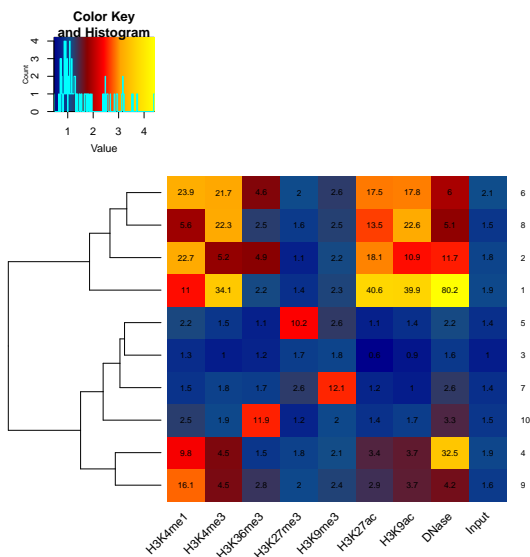 Color Key
and Histogram
Count
0 1 2 3 4
1 2 3 4
Value
23.9 21.7 4.6 2 2.6 17.5 17.8 6 2.1 6
5.6 22.3 2.5 1.6 2.5 13.5 22.6 5.1 1.5 8
22.7 5.2 4.9 1.1 2.2 18.1 10.9 11.7 1.8 2
11 34.1 2.2 1.4 2.3 40.6 39.9 80.2 1.9 1
2.2 1.5 1.1 10.2 2.6 1.1 1.4 2.2 1.4 5
1.3 1 1.2 1.7 1.8 0.9 1.6 1 3
1.5 1.8 1.7 2.6 12.1 1.2 1 2.6 1.4 7
2.5 1.9 11.9 1.2 2 1.4 1.7 3.3 1.5 10
9.8 4.6 1.5 1.8 2.1 3.4 3.7 32.5 1.9 4
16.1 4.5 2.8 2 2.4 2.9 3.7 4.2 1.6 9
H3K4me1 H3K4me3 H3K36me3 H3K27me3 H3K9me3 H3K27ac H3K9ac DNase Input